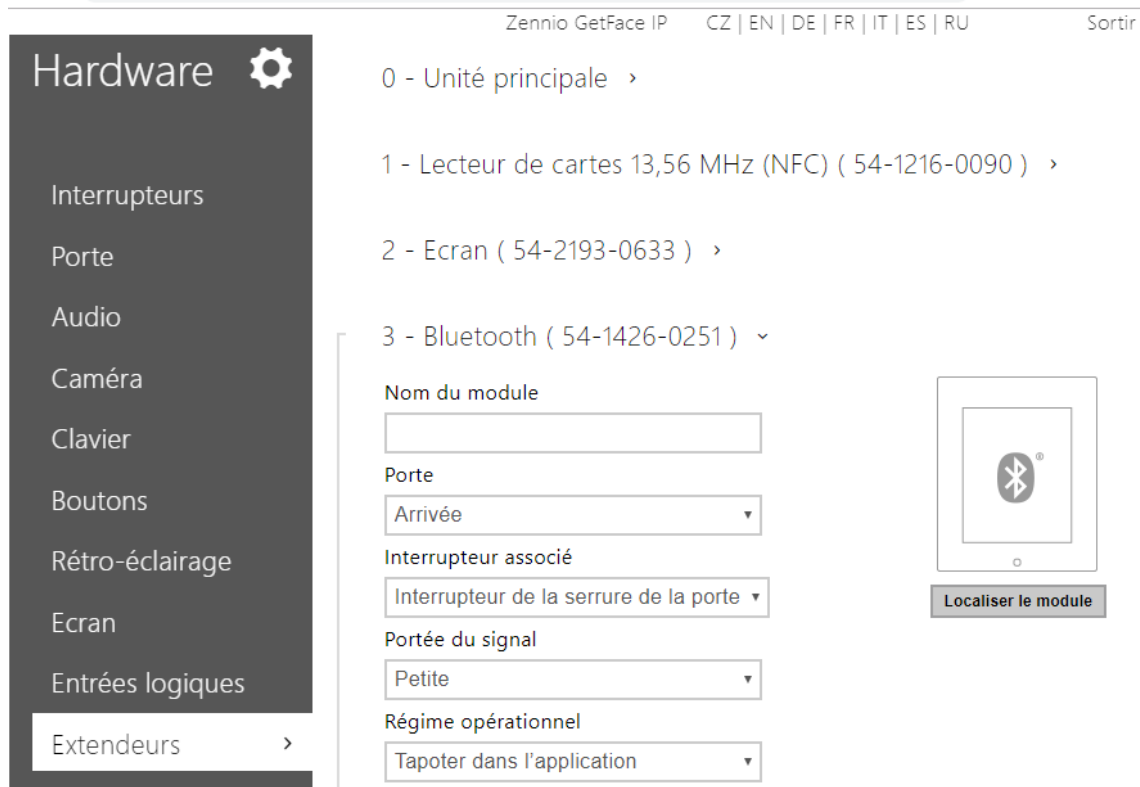 Zennio GetFace IP CZ | EN | DE | FR | IT | ES | RU Sortir
Hardware
Interrupteurs
Porte
Audio
Caméra
Clavier
Boutons
Rétro-éclairage
Ecran
Entrées logiques
Extendeurs >
0 - Unité principale >
1 - Lecteur de cartes 13,56 MHz (NFC) ( 54-1216-0090 ) >
2 - Ecran ( 54-2193-0633 ) >
3 - Bluetooth ( 54-1426-0251 )
Nom du module
Porte
Arrivée
Interrupteur associé
Interrupteur de la serrure de la porte
Portée du signal
Petite
Régime opérationnel
Tapoter dans l'application
Localiser le module